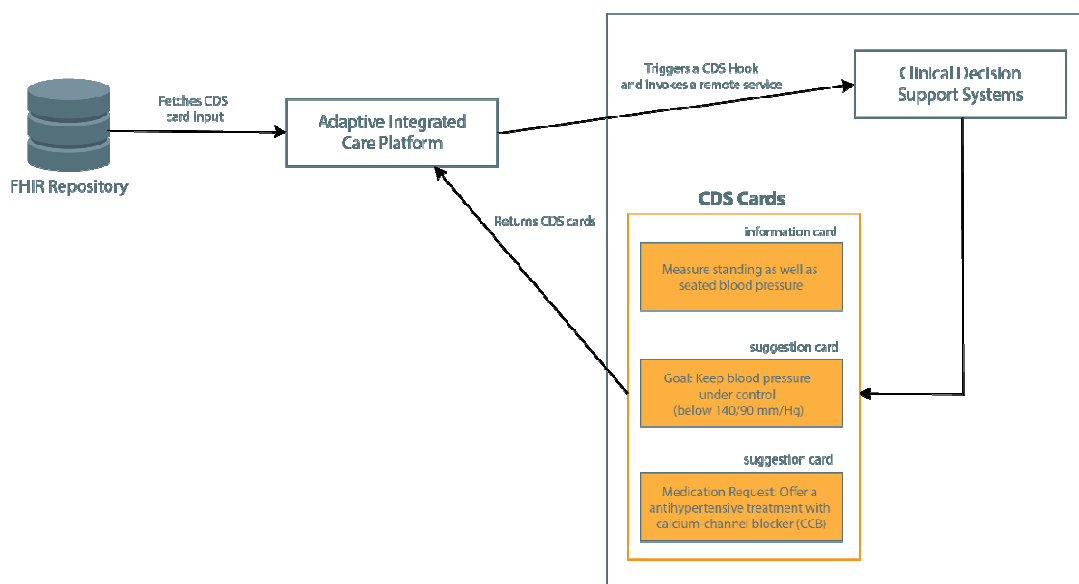 Fetches CDS
card input
FHIR Repository
Adaptive Integrated
Care Platform
Triggers a CDS Hook
and invokes a remote service
Clinical Decision
Support Systems
Returns CDS cards
CDS Cards
information card
Measure standing as well as
seated blood pressure
suggestion card
Goal: Keep blood pressure
under control
(below 140/90 mm/Hg)
suggestion card
Medication Request: Offer a
antihypertensive treatment with
calcium-channel blocker (CCB)